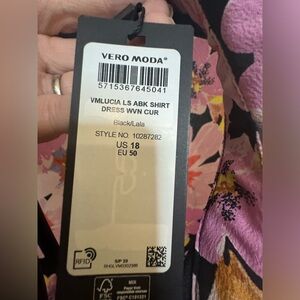 VERO MODA®
5715367645041
VMLUCIA LS ABK SHIRT
DRESS WVN CUR
Black/Lala
STYLE NO. 10287282
US 18
EU 50
RFID
S/P 23
FSC
MIX